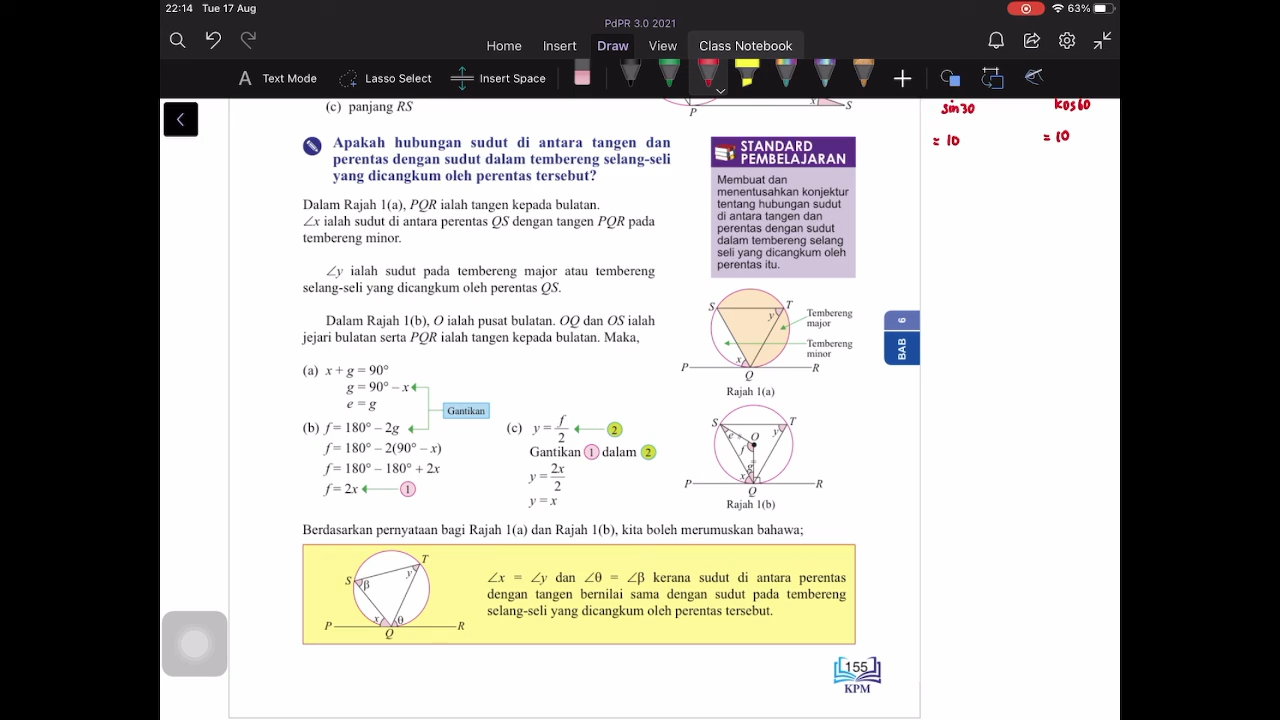 22:14 Tue 17 Aug
63%
PdPR 3.0 2021
Home Insert Draw View Class Notebook
Text Mode Lasso Select Insert Space
(c) panjang RS
P S
x
sin30
= 10
kos60
= 10
Apakah hubungan sudut di antara tangen dan
perentas dengan sudut dalam tembereng selang-seli
yang dicangkum oleh perentas tersebut?
Dalam Rajah 1(a), PQR ialah tangen kepada bulatan.
∠x ialah sudut di antara perentas QS dengan tangen PQR pada
tembereng minor.
∠y ialah sudut pada tembereng major atau tembereng
selang-seli yang dicangkum oleh perentas QS.
Dalam Rajah 1(b), O ialah pusat bulatan. OQ dan OS ialah
jejari bulatan serta PQR ialah tangen kepada bulatan. Maka,
(a) x + g = 90°
g = 90° – x
e = g
Gantikan
(b) f = 180° – 2g
f = 180° – 2(90° – x)
f = 180° – 180° + 2x
f = 2x 1
(c) y = f/2 2
Gantikan 1 dalam 2
y = 2x/2
y = x
STANDARD
PEMBELAJARAN
Membuat dan
menentusahkan konjektur
tentang hubungan sudut
di antara tangen dan
perentas dengan sudut
dalam tembereng selang
seli yang dicangkum oleh
perentas itu.
S T
y
Tembereng
major
Tembereng
minor
x
P Q R
Rajah 1(a)
S T
e O y
f
g
x
P Q R
Rajah 1(b)
BAB 6
Berdasarkan pernyataan bagi Rajah 1(a) dan Rajah 1(b), kita boleh merumuskan bahawa;
T
S β y
x θ
P Q R
∠x = ∠y dan ∠θ = ∠β kerana sudut di antara perentas
dengan tangen bernilai sama dengan sudut pada tembereng
selang-seli yang dicangkum oleh perentas tersebut.
155
KPM